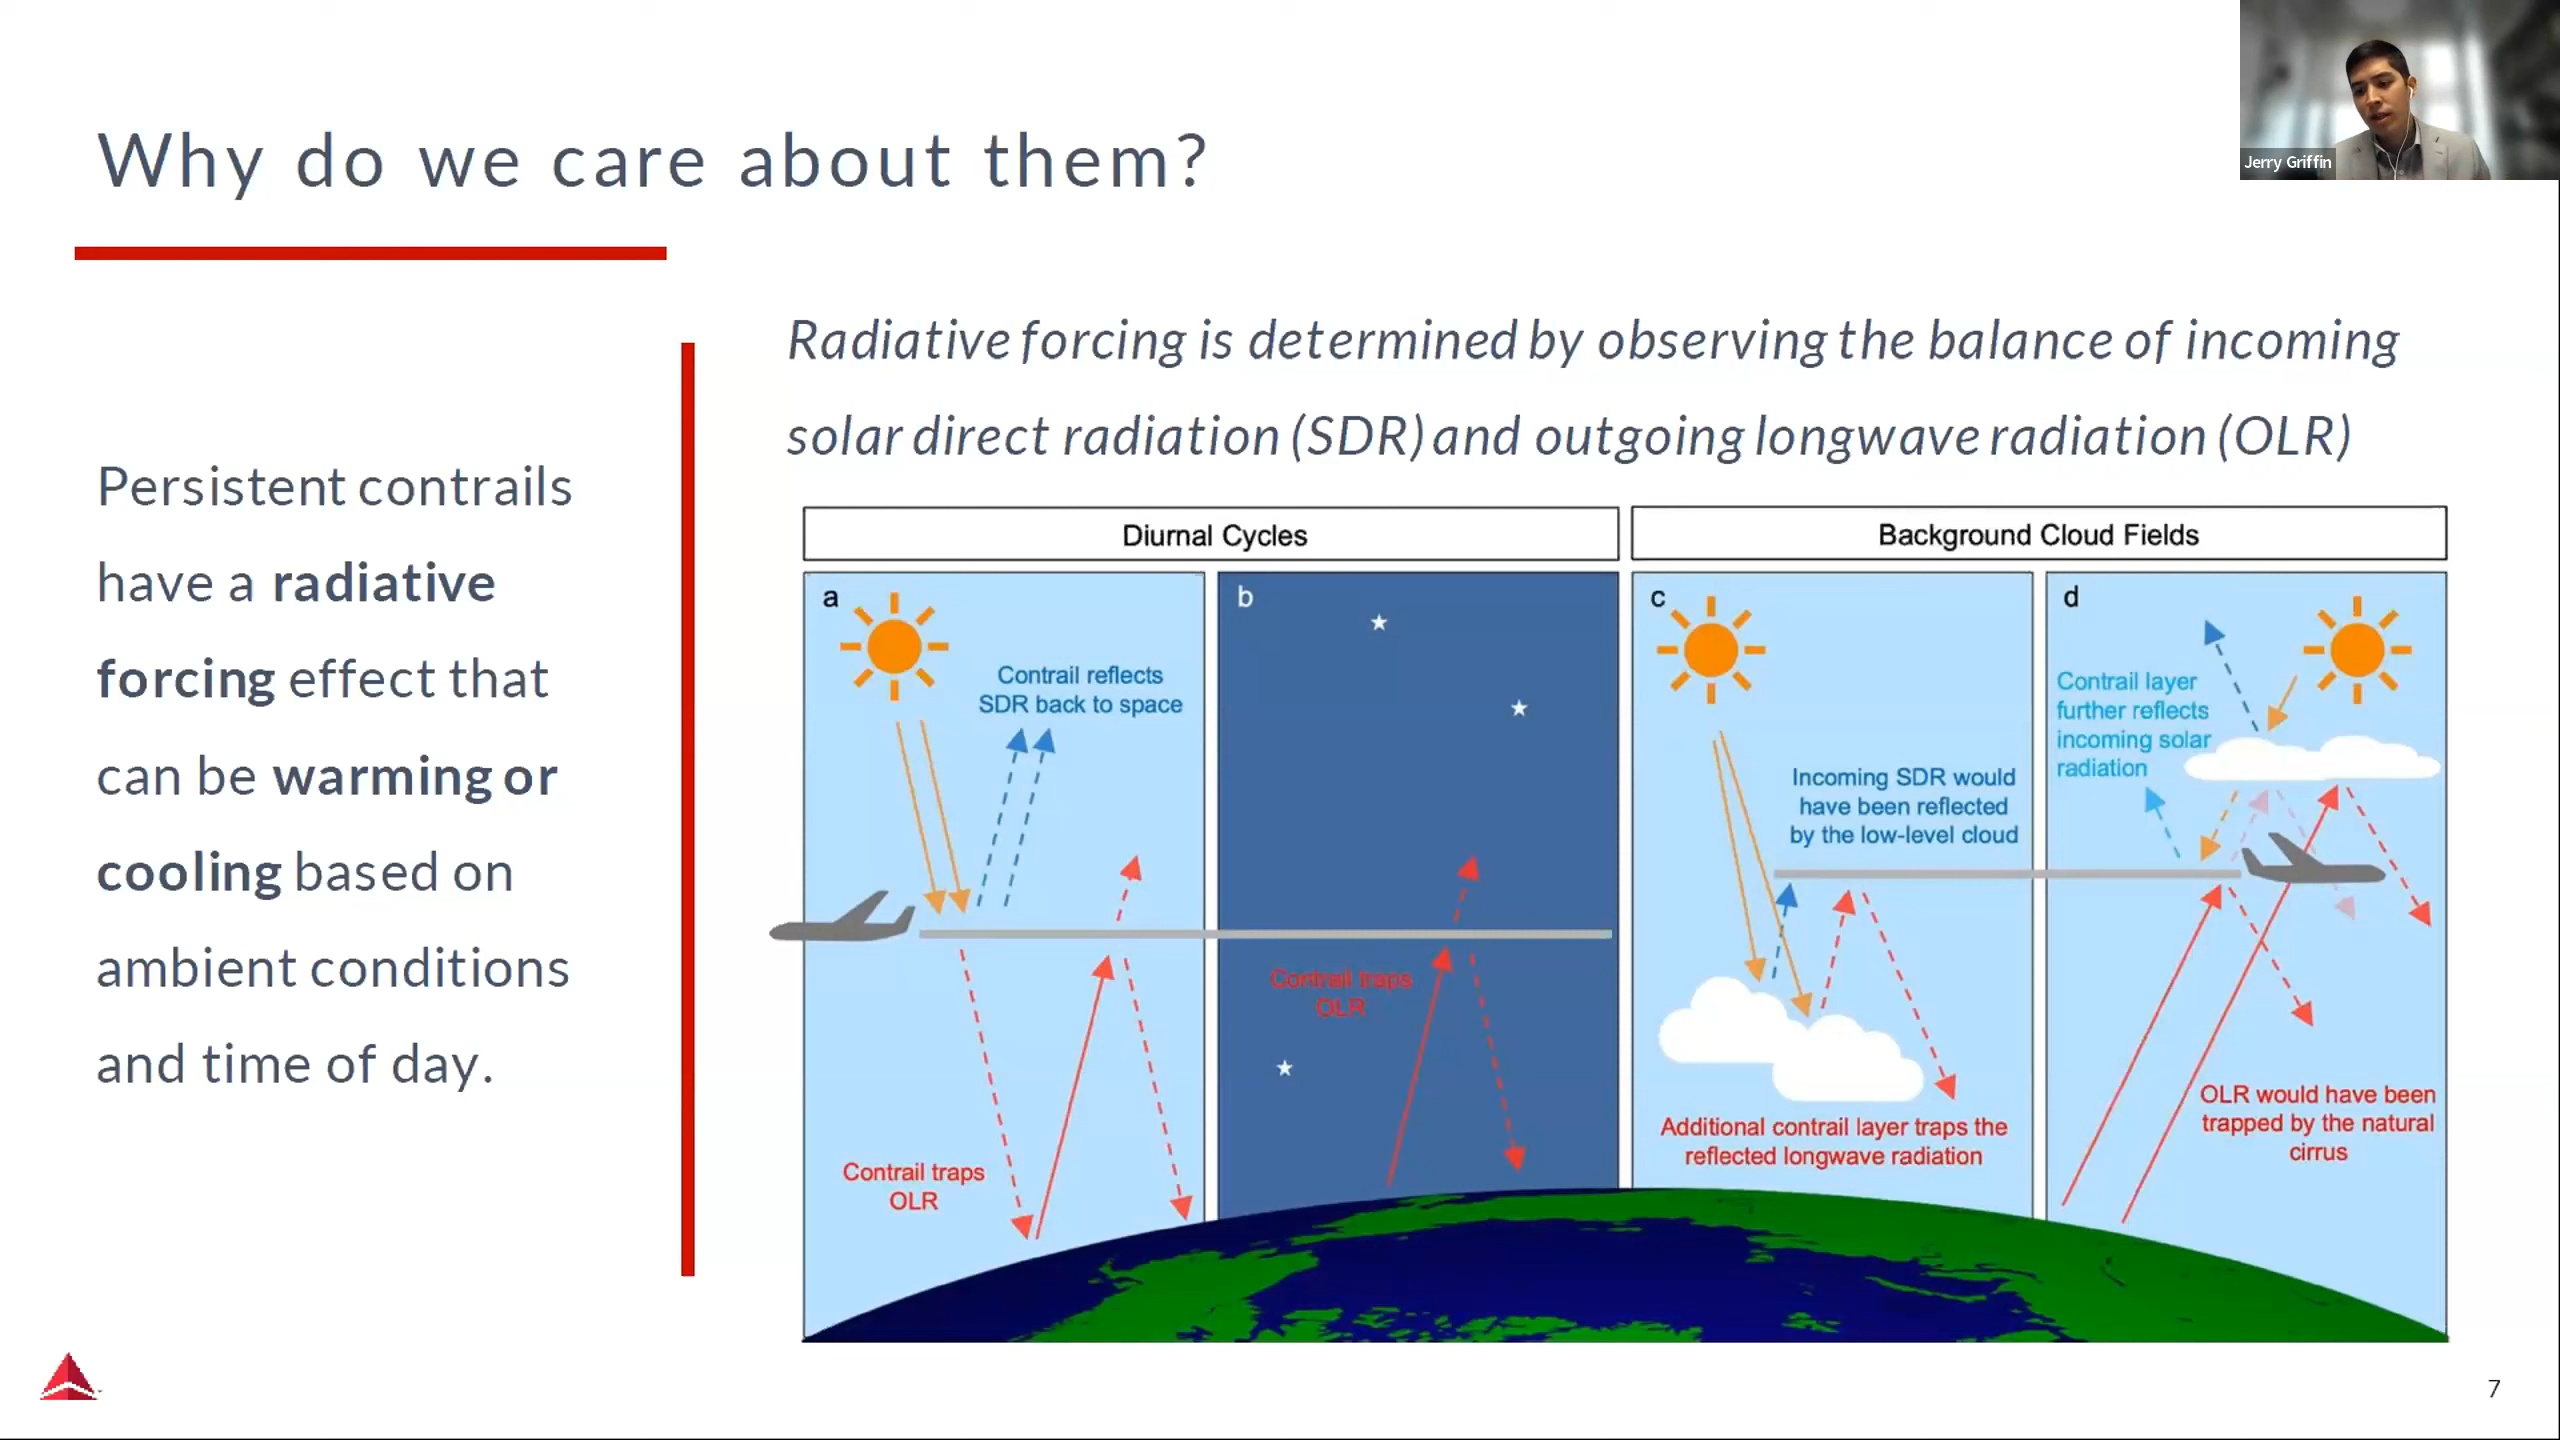 Why do we care about them?
Jerry Griffin
Persistent contrails
have a radiative
forcing effect that
can be warming or
cooling based on
ambient conditions
and time of day.
Radiative forcing is determined by observing the balance of incoming
solar direct radiation (SDR) and outgoing longwave radiation (OLR)
Diurnal Cycles
Background Cloud Fields
a
Contrail reflects
SDR back to space
Contrail traps
OLR
b
Contrail traps
OLR
c
Incoming SDR would
have been reflected
by the low-level cloud
Additional contrail layer traps the
reflected longwave radiation
d
Contrail layer
further reflects
incoming solar
radiation
OLR would have been
trapped by the natural
cirrus
7